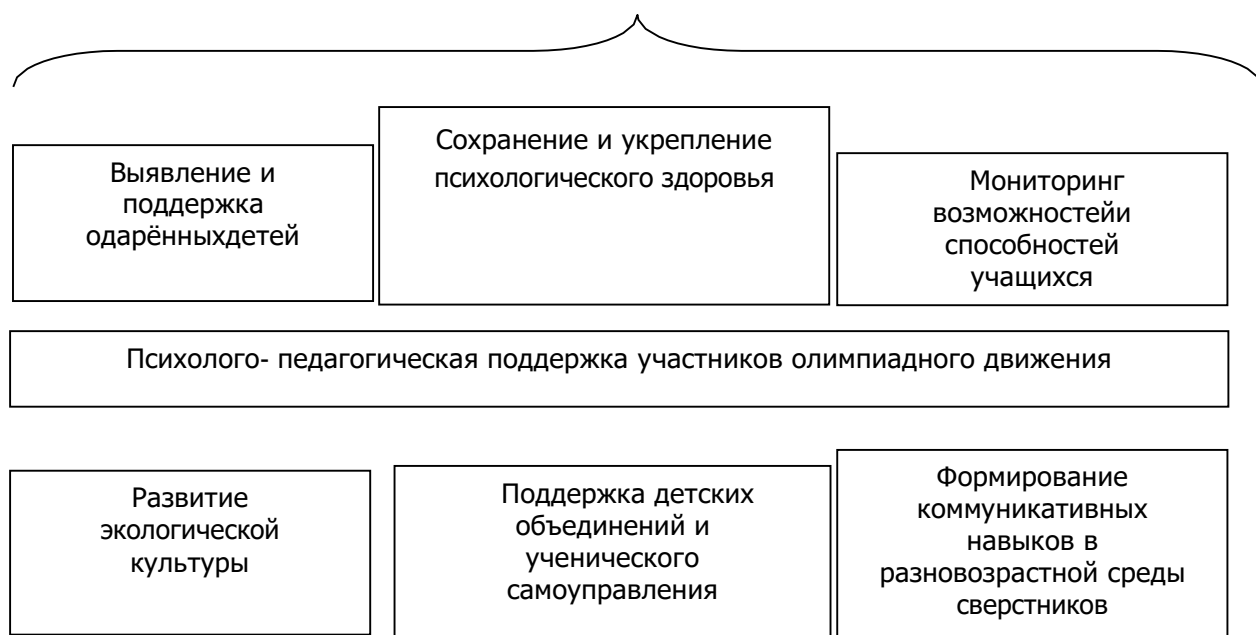 Выявление и
поддержка
одарённыхдетей
Сохранение и укрепление
психологического здоровья
Мониторинг
возможностейи
способностей
учащихся
Психолого- педагогическая поддержка участников олимпиадного движения
Развитие
экологической
культуры
Поддержка детских
объединений и
ученического
самоуправления
Формирование
коммуникативных
навыков в
разновозрастной среды
сверстников